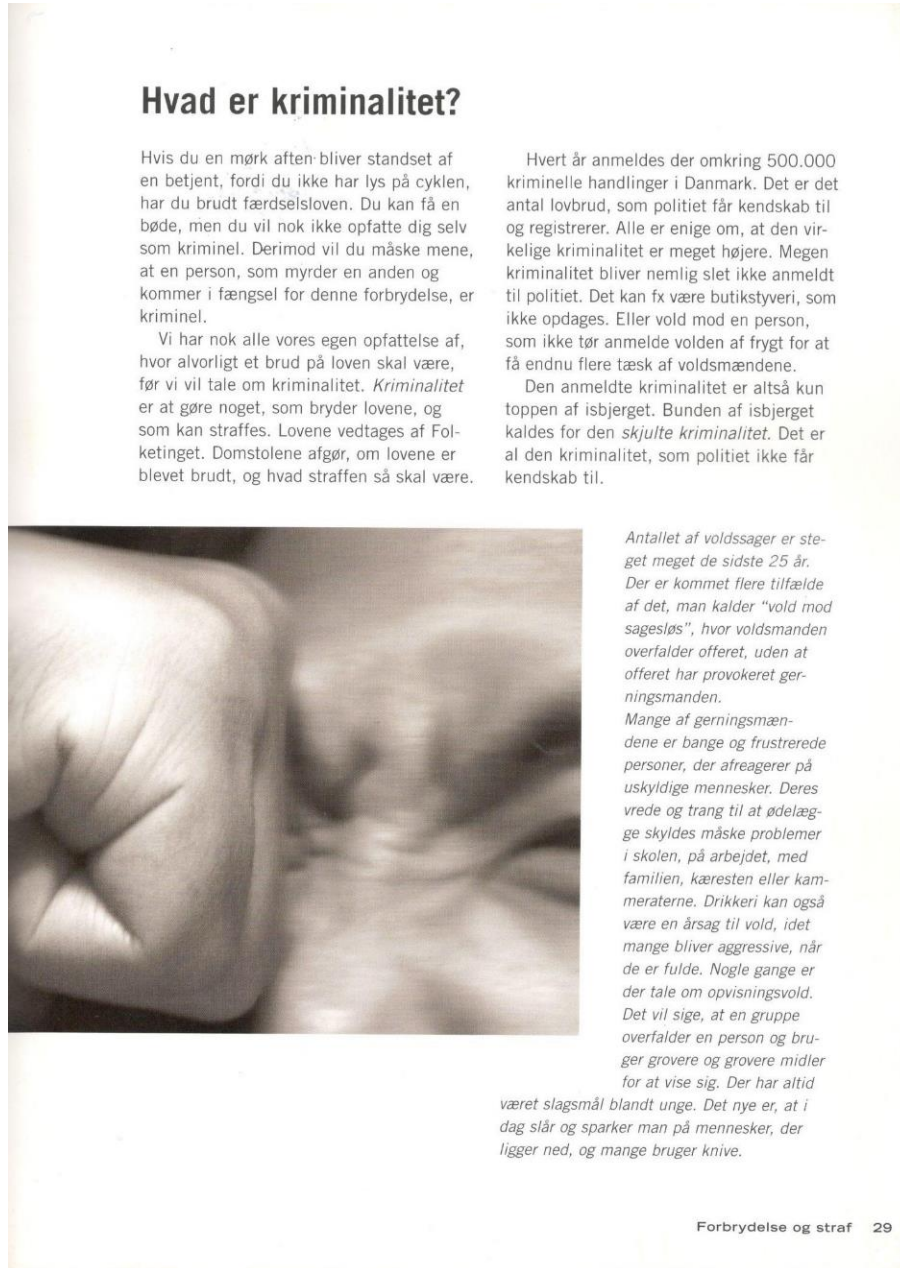 Hvad er kriminalitet?
Hvis du en mørk aften bliver standset af
en betjent, fordi du ikke har lys på cyklen,
har du brudt færdselsloven. Du kan få en
bøde, men du vil nok ikke opfatte dig selv
som kriminel. Derimod vil du måske mene,
at en person, som myrder en anden og
kommer i fængsel for denne forbrydelse, er
kriminel.
Vi har nok alle vores egen opfattelse af,
hvor alvorligt et brud på loven skal være,
før vi vil tale om kriminalitet. Kriminalitet
er at gøre noget, som bryder lovene, og
som kan straffes. Lovene vedtages af Fol-
ketinget. Domstolene afgør, om lovene er
blevet brudt, og hvad straffen så skal være.
Hvert år anmeldes der omkring 500.000
kriminelle handlinger i Danmark. Det er det
antal lovbrud, som politiet får kendskab til
og registrerer. Alle er enige om, at den vir-
kelige kriminalitet er meget højere. Megen
kriminalitet bliver nemlig slet ikke anmeldt
til politiet. Det kan fx være butikstyveri, som
ikke opdages. Eller vold mod en person,
som ikke tør anmelde volden af frygt for at
få endnu flere tæsk af voldsmændene.
Den anmeldte kriminalitet er altså kun
toppen af isbjerget. Bunden af isbjerget
kaldes for den skjulte kriminalitet. Det er
al den kriminalitet, som politiet ikke får
kendskab til.
Antallet af voldssager er ste-
get meget de sidste 25 år.
Der er kommet flere tilfælde
af det, man kalder "vold mod
sagesløs", hvor voldsmanden
overfalder offeret, uden at
offeret har provokeret ger-
ningsmanden.
Mange af gerningsmæn-
dene er bange og frustrerede
personer, der afreagerer på
uskyldige mennesker. Deres
vrede og trang til at ødelæg-
ge skyldes måske problemer
i skolen, på arbejdet, med
familien, kæresten eller kam-
meraterne. Drikkeri kan også
være en årsag til vold, idet
mange bliver aggressive, når
de er fulde. Nogle gange er
der tale om opvisningsvold.
Det vil sige, at en gruppe
overfalder en person og bru-
ger grovere og grovere midler
for at vise sig. Der har altid
været slagsmål blandt unge. Det nye er, at i
dag slår og sparker man på mennesker, der
ligger ned, og mange bruger knive.
Forbrydelse og straf 29